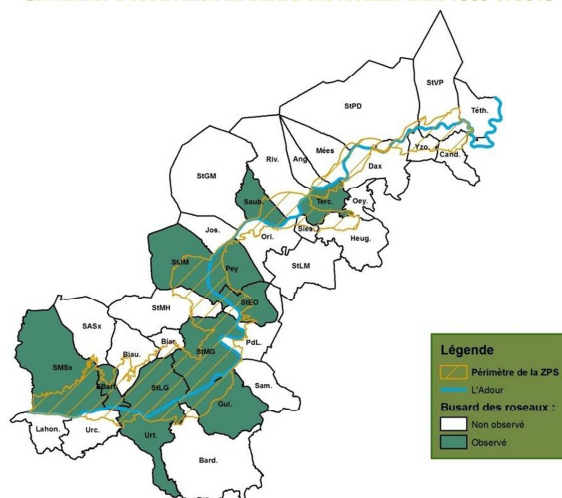 StVP
StPD
Téth.
Mées
Riv.
Ang
Yzo.
Cand.
Dax
StGM
Saub.
Terc.
Oey.
Jos.
Ori.
Sies.
Heug.
StJM
Pey
StLM
StEO
StMH
SASx
Biar.
StMG
PdL.
Biau.
SMSx
SBart
StLG
Sam.
Gui.
Lahon.
Urc.
Urt.
Bard.
Légende
Périmètre de la ZPS
L'Adour
Busard des roseaux :
Non observé
Observé